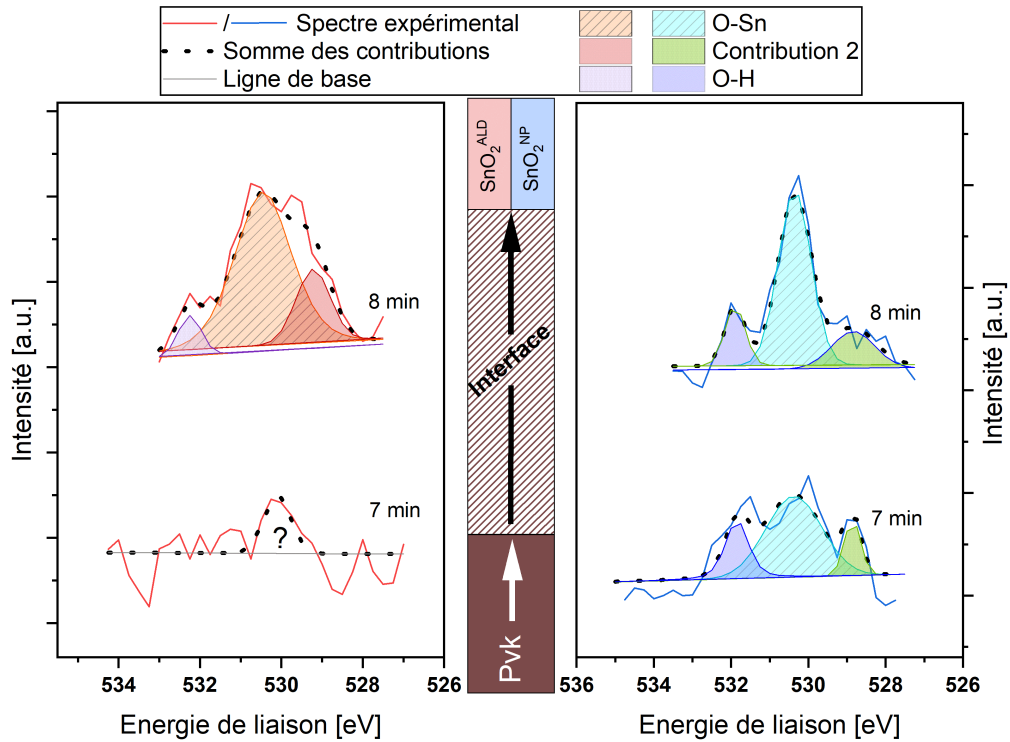 / Spectre expérimental
Somme des contributions
Ligne de base
O-Sn
Contribution 2
O-H
Intensité [a.u.]
8 min
7 min
?
534 532 530 528 526
Energie de liaison [eV]
SnO₂ᴬᴸᴰ
SnO₂ᴺᴾ
Interface
Pvk
8 min
7 min
Intensité [a.u.]
536 534 532 530 528 526
Energie de liaison [eV]